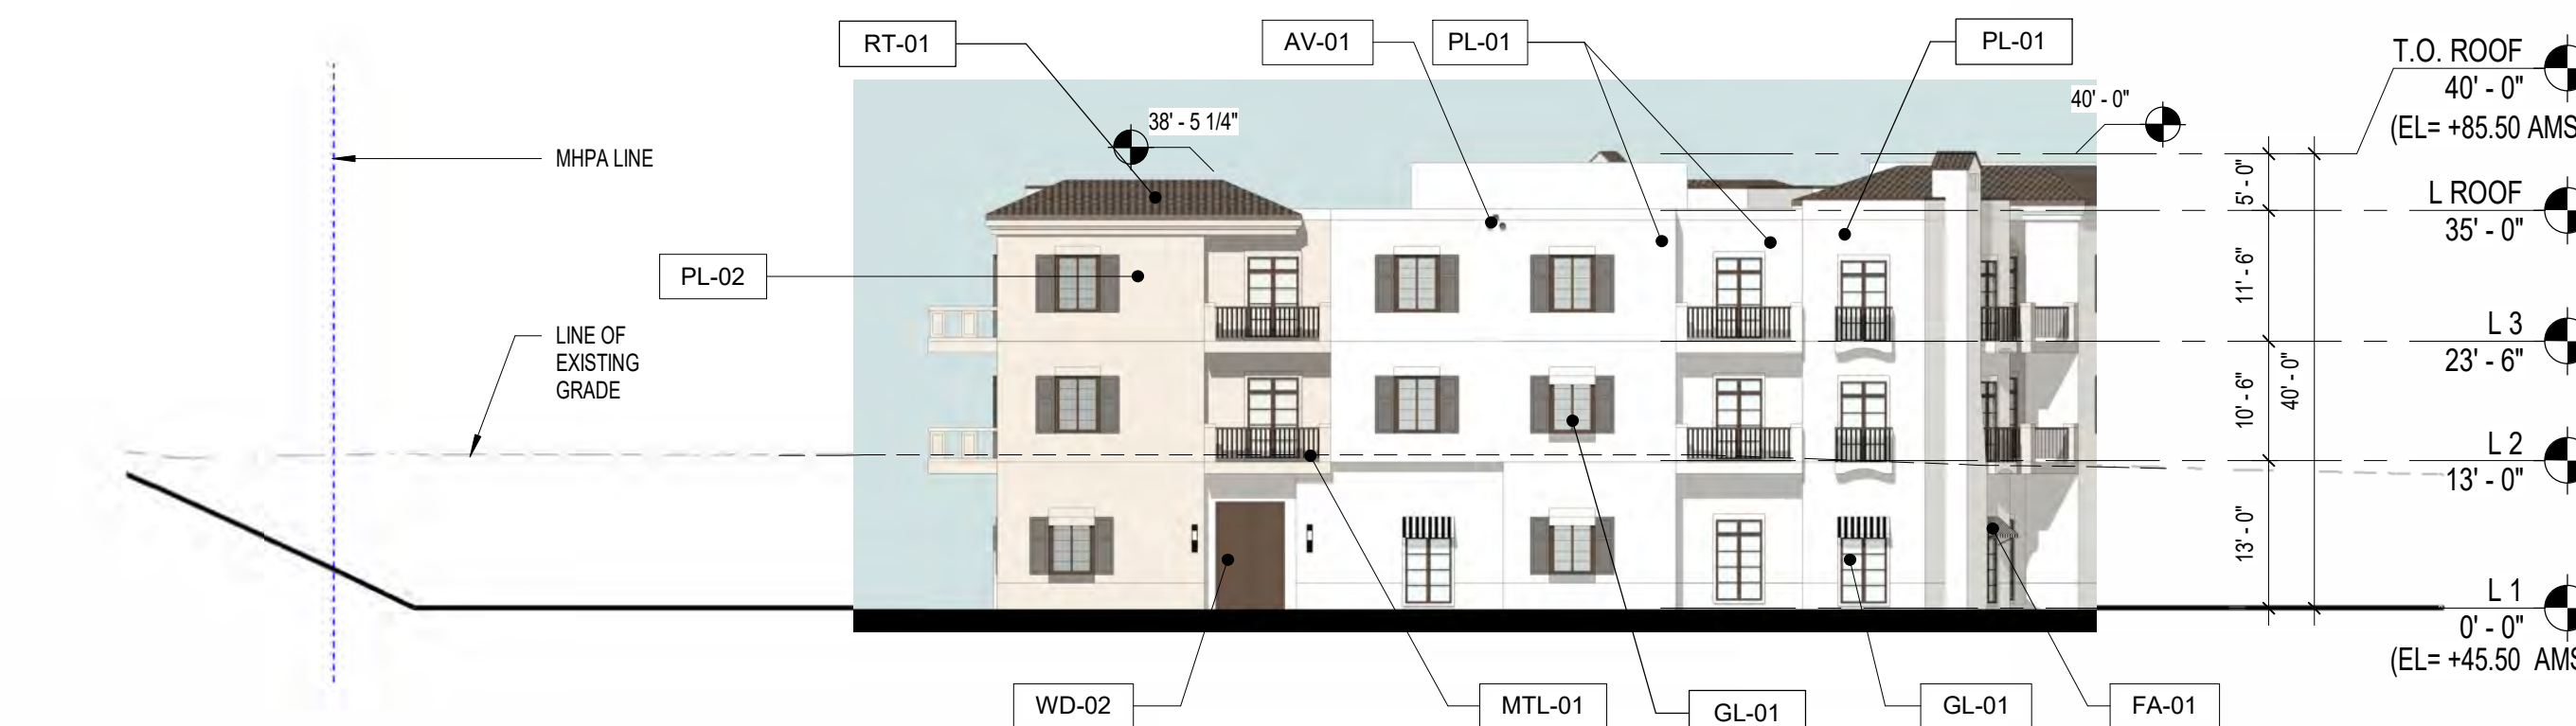 RT-01
AV-01
PL-01
PL-01
T.O. ROOF
40' - 0"
(EL= +85.50 AMS
40' - 0"
38' - 5 1/4"
MHPA LINE
5' - 0"
L ROOF
35' - 0"
PL-02
11' - 6"
LINE OF
EXISTING
GRADE
L 3
23' - 6"
40' - 0"
10' - 6"
L 2
13' - 0"
13' - 0"
L 1
0' - 0"
(EL= +45.50 AMS
WD-02
MTL-01
GL-01
GL-01
FA-01